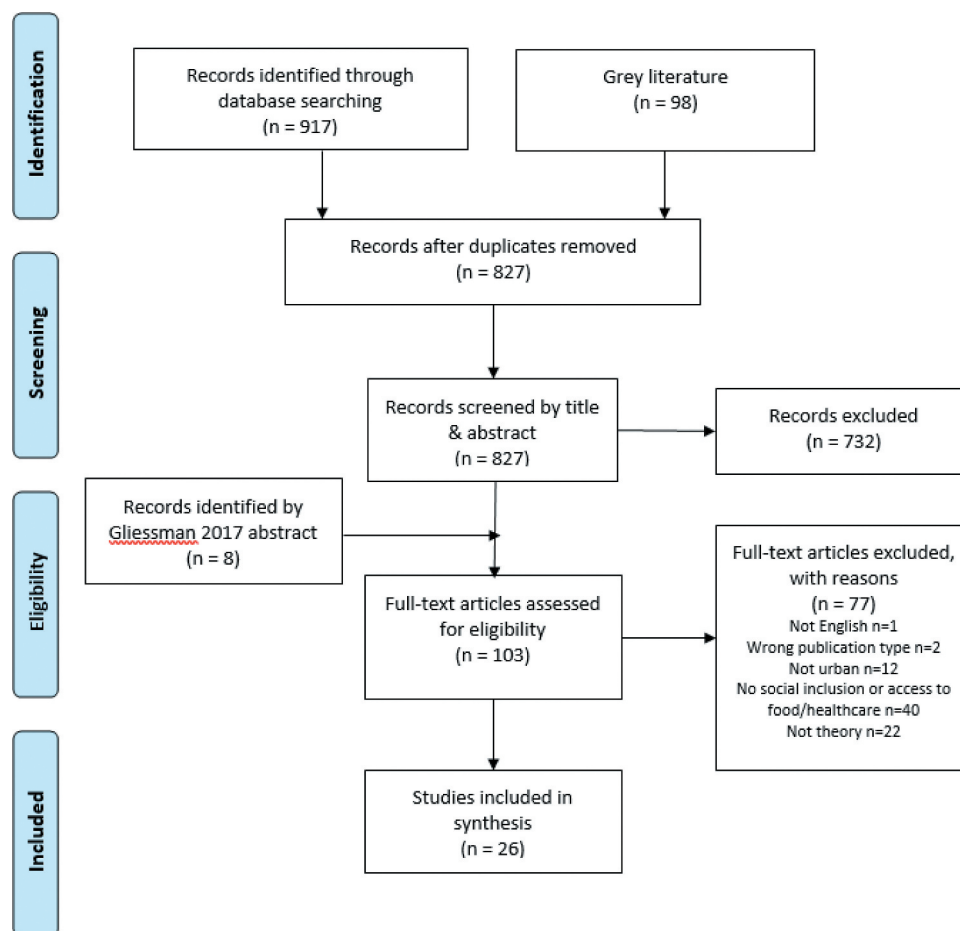 Identification
Records identified through
database searching
(n = 917)
Grey literature
(n = 98)
Records after duplicates removed
(n = 827)
Screening
Records screened by title
& abstract
(n = 827)
Records excluded
(n = 732)
Records identified by
Gliessman 2017 abstract
(n = 8)
Eligibility
Full-text articles assessed
for eligibility
(n = 103)
Full-text articles excluded,
with reasons
(n = 77)
Not English n=1
Wrong publication type n=2
Not urban n=12
No social inclusion or access to
food/healthcare n=40
Not theory n=22
Included
Studies included in
synthesis
(n = 26)